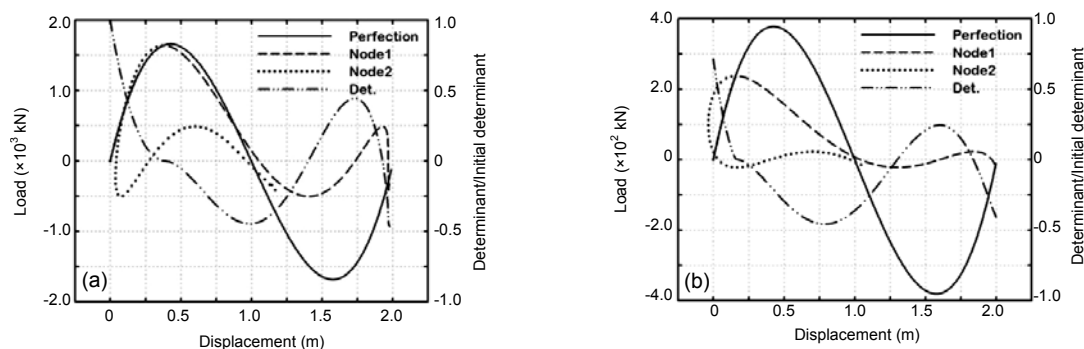 2.0
1.0
0
-1.0
-2.0
Load (×10³ kN)
Perfection
Node1
Node2
Det.
(a)
1.0
0.5
0
-0.5
-1.0
Determinant/Initial determinant
0 0.5 1.0 1.5 2.0
Displacement (m)
4.0
2.0
0
-2.0
-4.0
Load (×10² kN)
Perfection
Node1
Node2
Det.
(b)
1.0
0.5
0
-0.5
-1.0
Determinant/Initial determinant
0 0.5 1.0 1.5 2.0
Displacement (m)